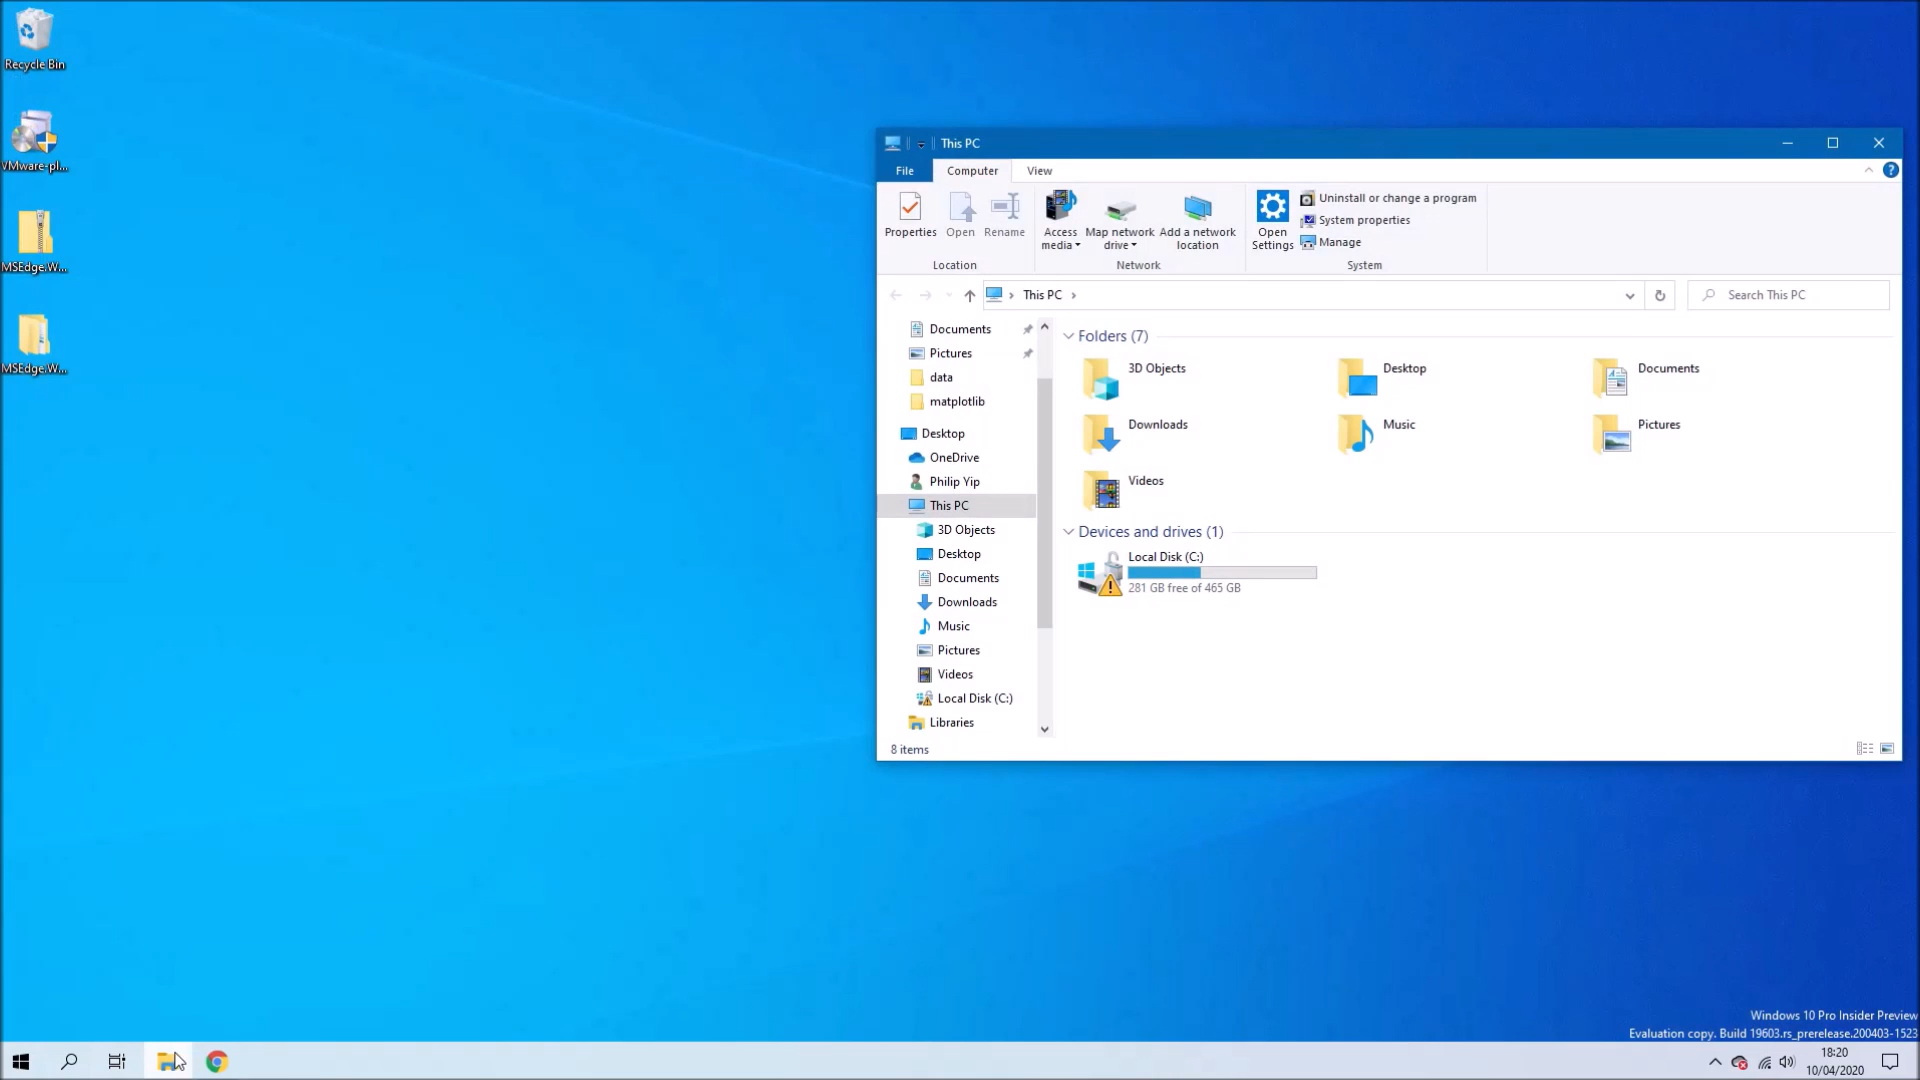 Recycle Bin
VMware-pl...
MSEdge.W...
MSEdge.W...
This PC
File
Computer
View
Properties
Open
Rename
Access media
Map network drive
Add a network location
Open Settings
Uninstall or change a program
System properties
Manage
Location
Network
System
This PC
Search This PC
Documents
Pictures
data
matplotlib
Desktop
OneDrive
Philip Yip
This PC
3D Objects
Desktop
Documents
Downloads
Music
Pictures
Videos
Local Disk (C:)
Libraries
Folders (7)
3D Objects
Desktop
Documents
Downloads
Music
Pictures
Videos
Devices and drives (1)
Local Disk (C:)
281 GB free of 465 GB
8 items
Windows 10 Pro Insider Preview
Evaluation copy. Build 19603.rs_prerelease.200403-1523
18:20
10/04/2020